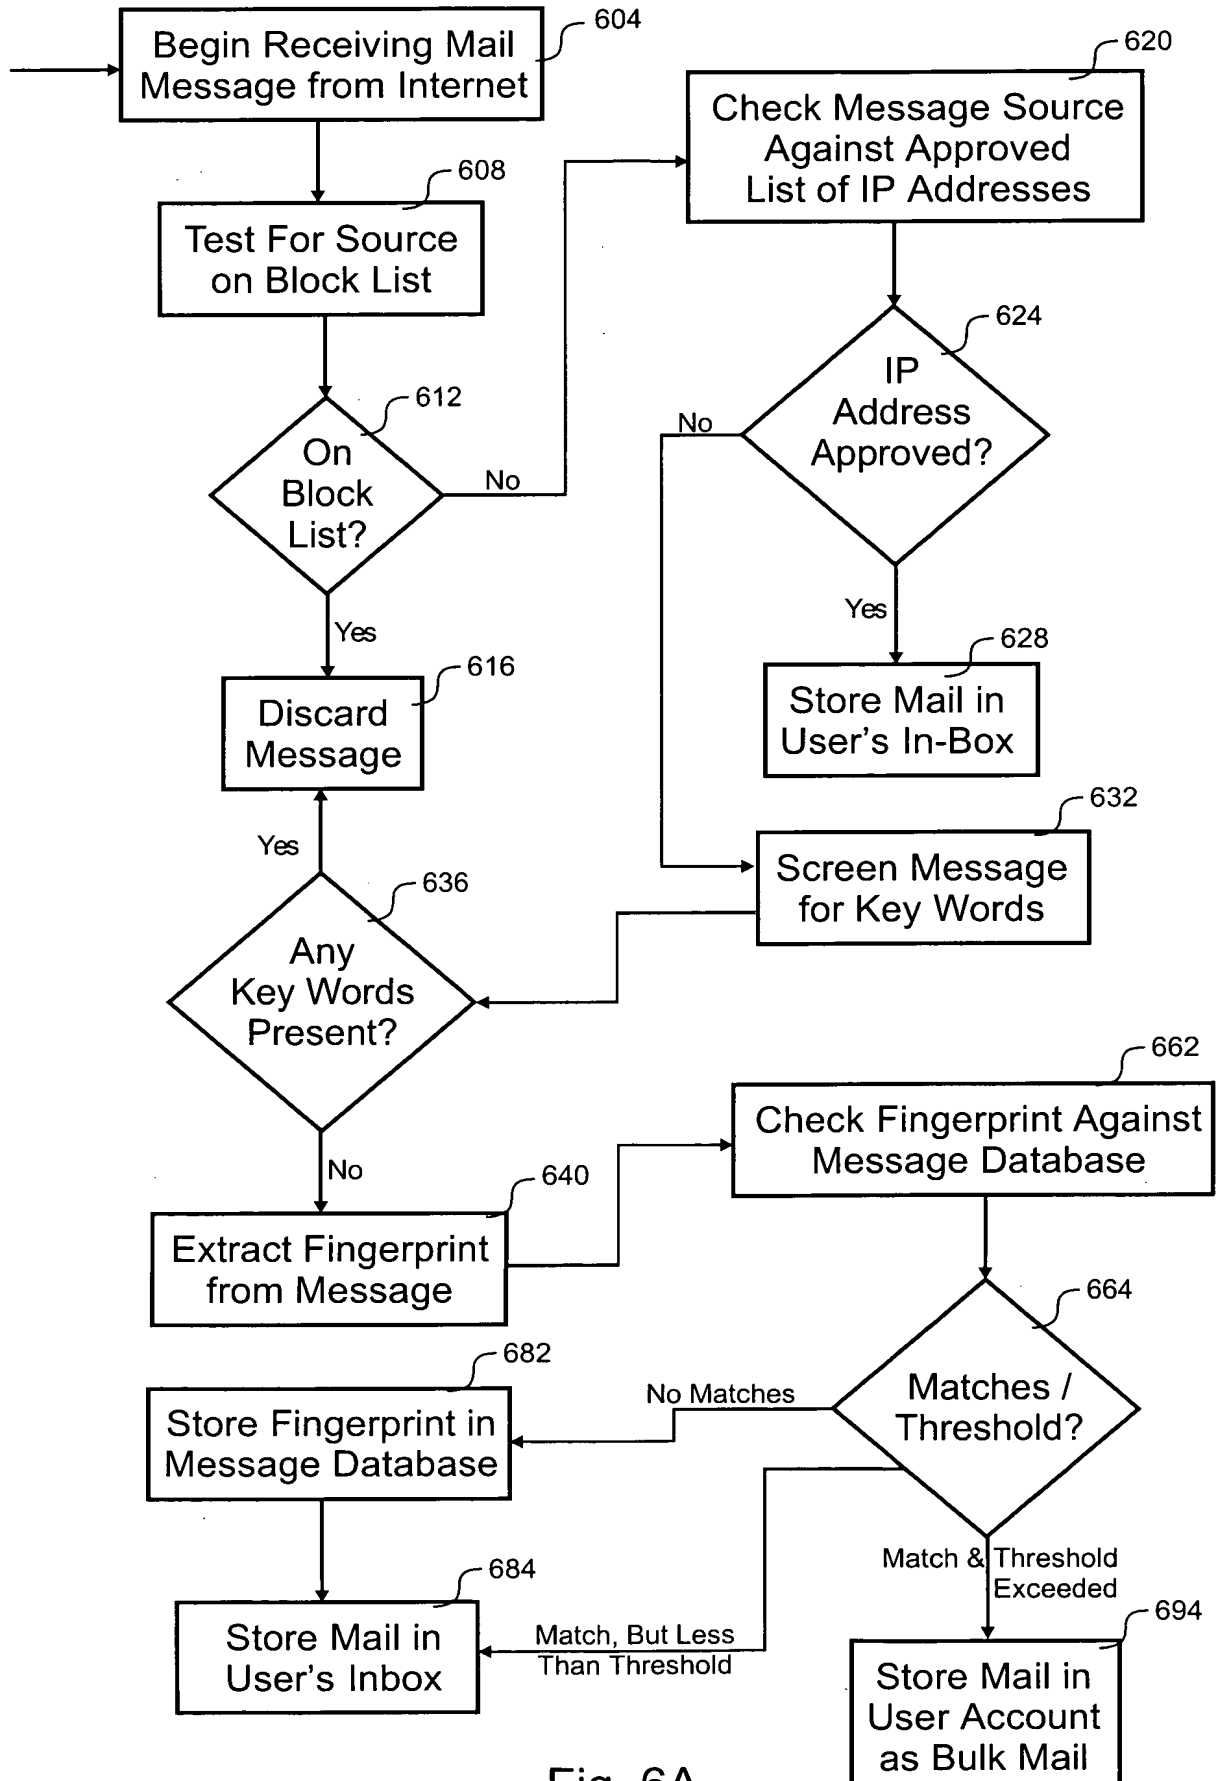 604
Begin Receiving Mail
Message from Internet
608
Test For Source
on Block List
612
On
Block
List?
No
Yes
616
Discard
Message
620
Check Message Source
Against Approved
List of IP Addresses
624
IP
Address
Approved?
No
Yes
628
Store Mail in
User's In-Box
632
Screen Message
for Key Words
Yes
636
Any
Key Words
Present?
No
640
Extract Fingerprint
from Message
662
Check Fingerprint Against
Message Database
664
Matches /
Threshold?
No Matches
682
Store Fingerprint in
Message Database
684
Store Mail in
User's Inbox
Match, But Less
Than Threshold
Match & Threshold
Exceeded
694
Store Mail in
User Account
as Bulk Mail
Fig. 6A